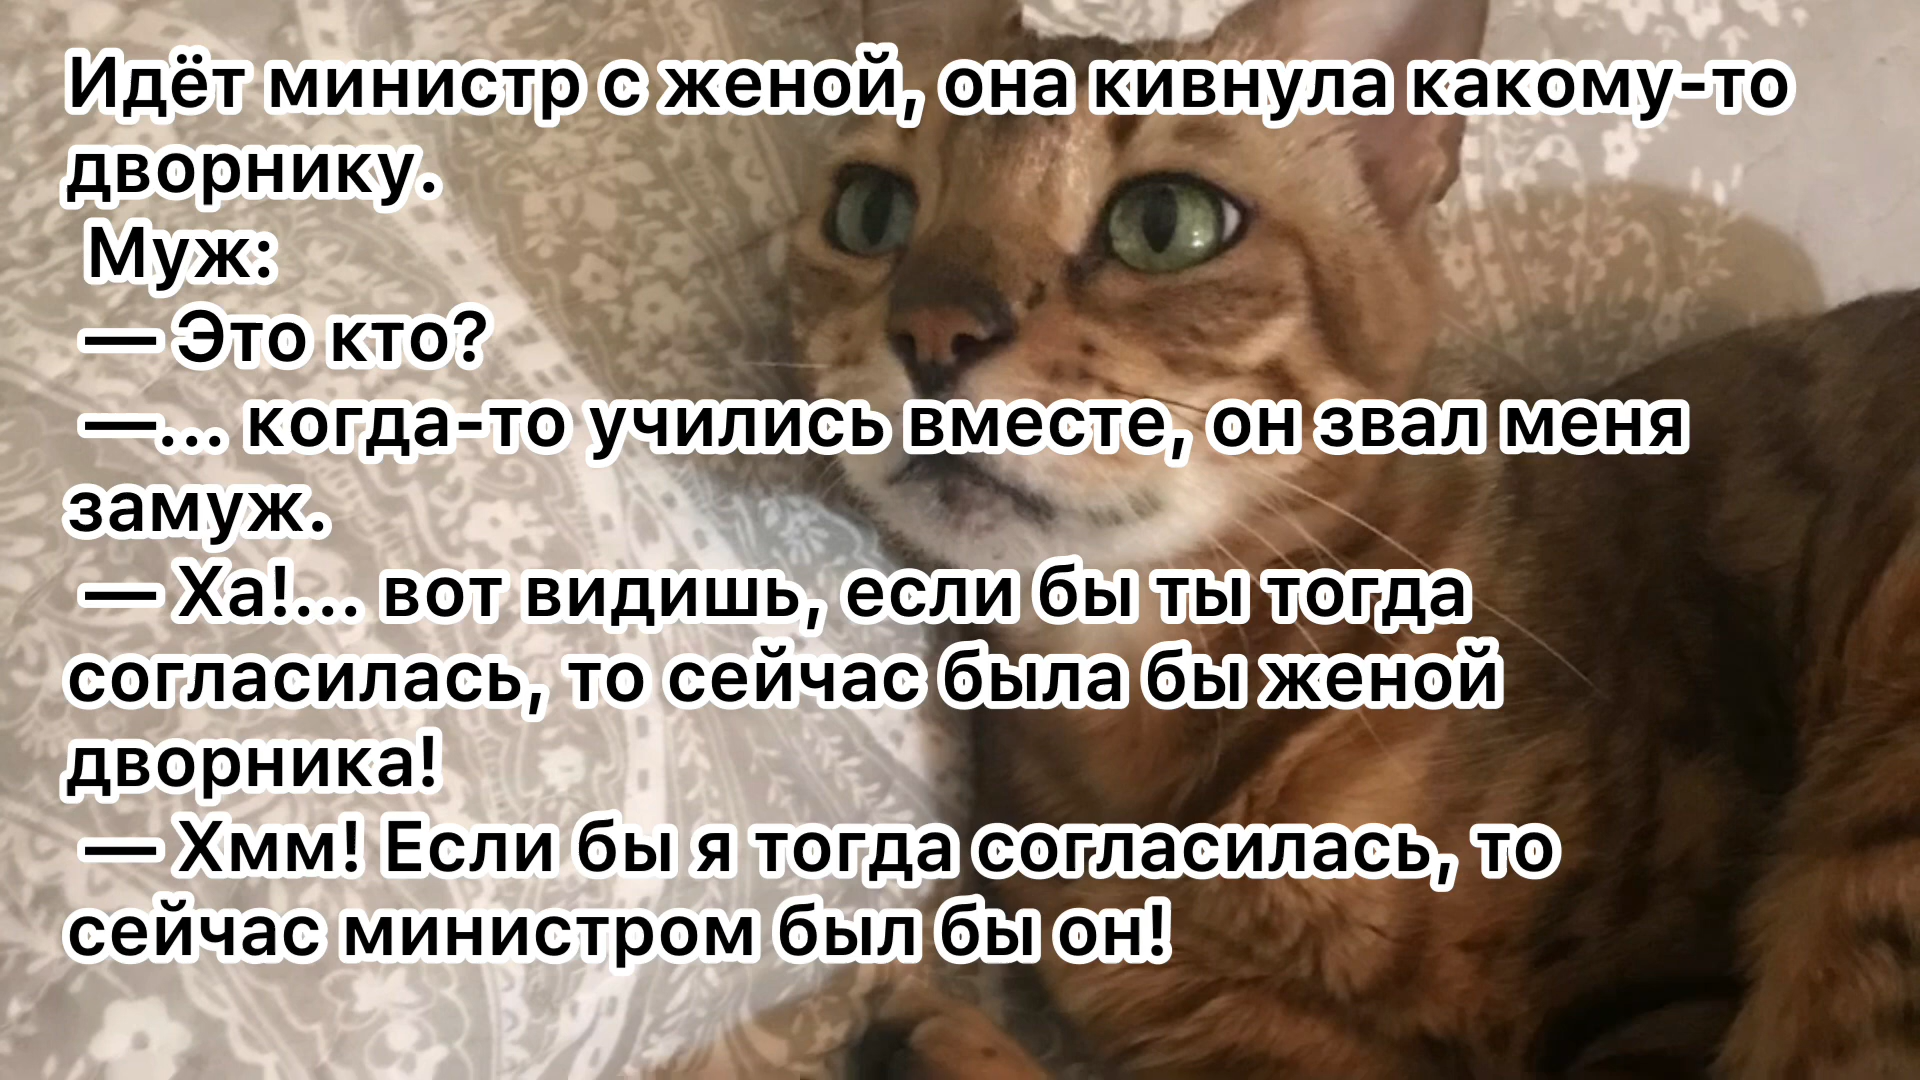 Идёт министр с женой, она кивнула какому-то
дворнику.
Муж:
— Это кто?
—... когда-то учились вместе, он звал меня
замуж.
— Ха!... вот видишь, если бы ты тогда
согласилась, то сейчас была бы женой
дворника!
— Хмм! Если бы я тогда согласилась, то
сейчас министром был бы он!